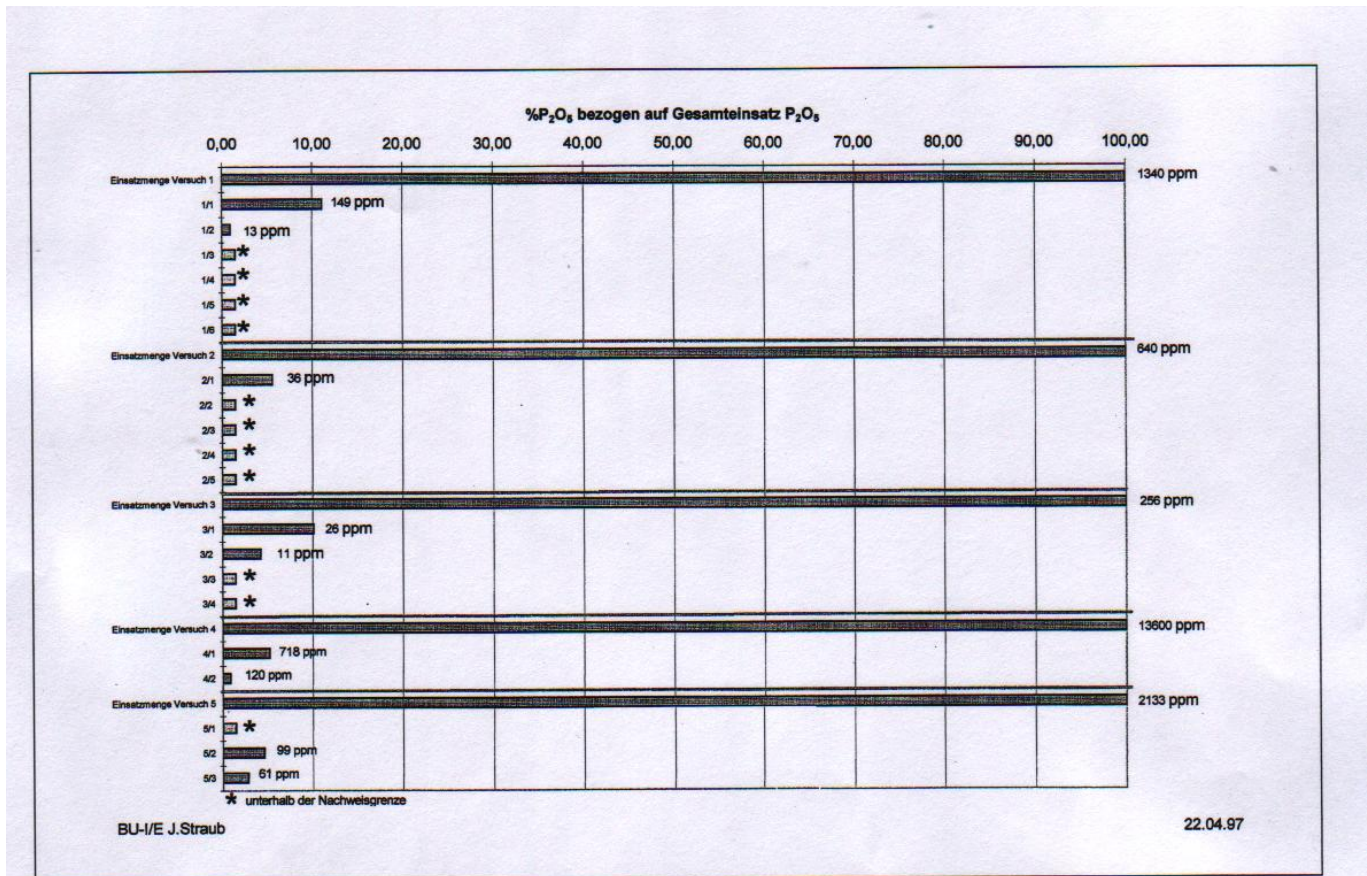 %P₂O₅ bezogen auf Gesamteinsatz P₂O₅
0,00 10,00 20,00 30,00 40,00 50,00 60,00 70,00 80,00 90,00 100,00
Einsatzmenge Versuch 1 1340 ppm
1/1 149 ppm
1/2 13 ppm
1/3 *
1/4 *
1/5 *
1/6 *
Einsatzmenge Versuch 2 640 ppm
2/1 36 ppm
2/2 *
2/3 *
2/4 *
2/5 *
Einsatzmenge Versuch 3 256 ppm
3/1 26 ppm
3/2 11 ppm
3/3 *
3/4 *
Einsatzmenge Versuch 4 13600 ppm
4/1 718 ppm
4/2 120 ppm
Einsatzmenge Versuch 5 2133 ppm
5/1 *
5/2 99 ppm
5/3 61 ppm
* unterhalb der Nachweisgrenze
BU-I/E J.Straub 22.04.97